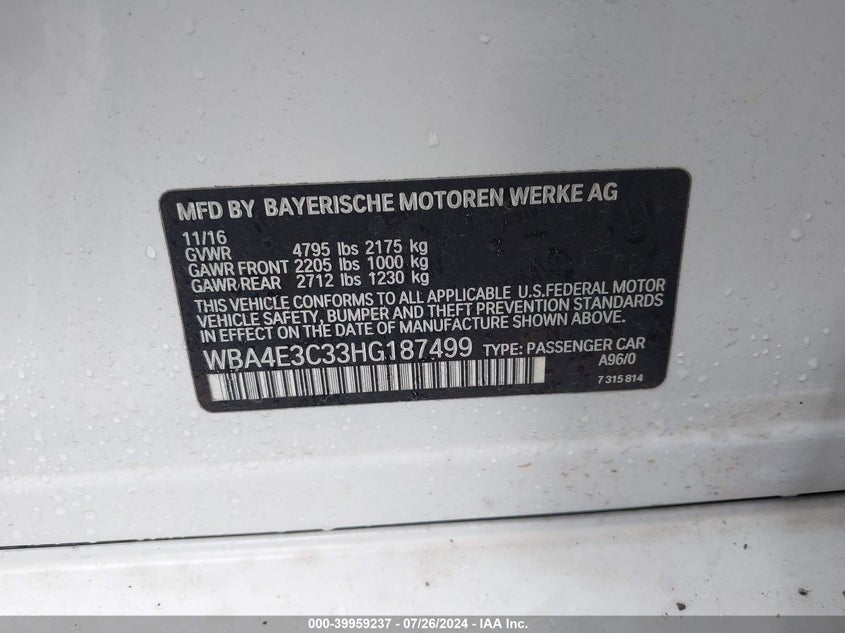 MFD BY BAYERISCHE MOTOREN WERKE AG
11/16
GVWR 4795 lbs 2175 kg
GAWR FRONT 2205 lbs 1000 kg
GAWR REAR 2712 lbs 1230 kg
THIS VEHICLE CONFORMS TO ALL APPLICABLE U.S.FEDERAL MOTOR
VEHICLE SAFETY, BUMPER AND THEFT PREVENTION STANDARDS
IN EFFECT ON THE DATE OF MANUFACTURE SHOWN ABOVE.
WBA4E3C33HG187499 TYPE: PASSENGER CAR
A96/0
7 315 814
000-39959237 - 07/26/2024 - IAA Inc.